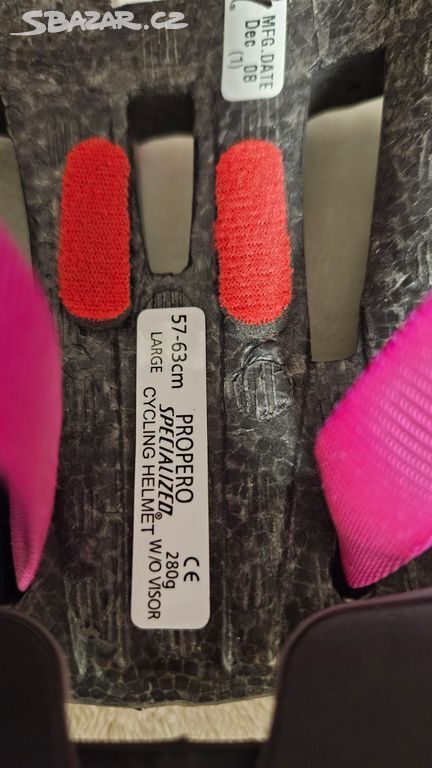 SBAZAR.CZ
MFG.DATE
Dec '08
(1)
57-63cm PROPERO CE
LARGE SPECIALIZED® 280g
CYCLING HELMET W/O VISOR